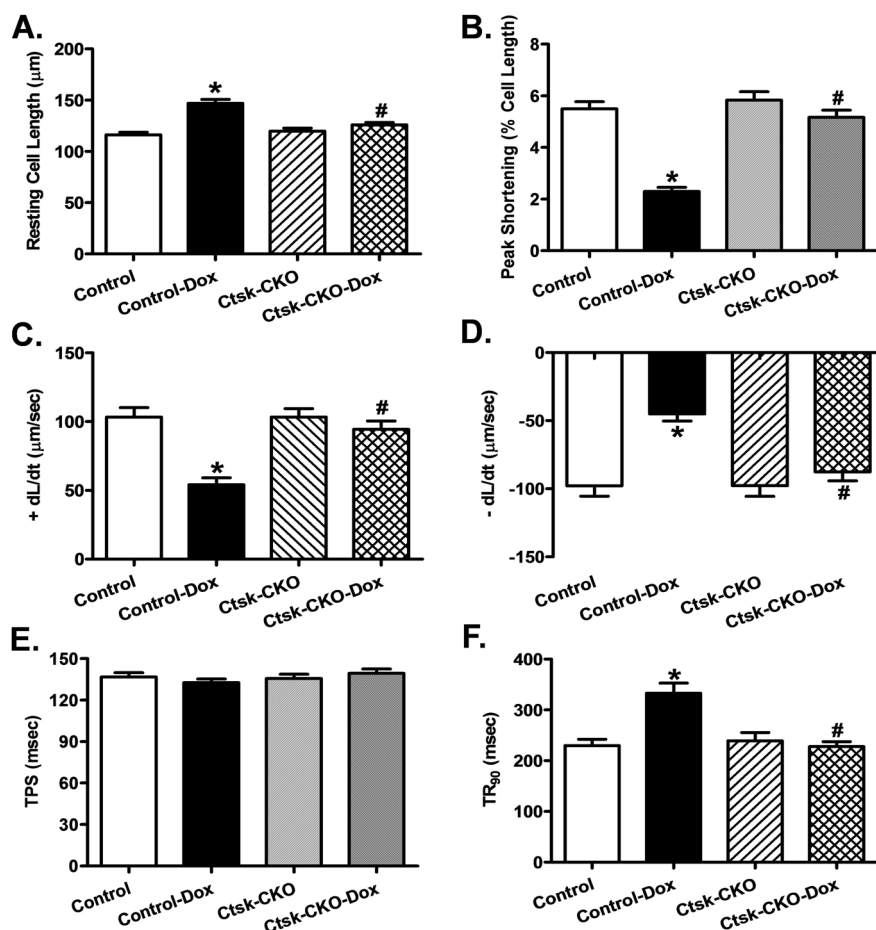 A.
Resting Cell Length (μm)
200
150
100
50
0
*
#
Control
Control-Dox
Ctsk-CKO
Ctsk-CKO-Dox
B.
Peak Shortening (% Cell Length)
8
6
4
2
0
*
#
Control
Control-Dox
Ctsk-CKO
Ctsk-CKO-Dox
C.
+ dL/dt (μm/sec)
150
100
50
0
*
#
Control
Control-Dox
Ctsk-CKO
Ctsk-CKO-Dox
D.
- dL/dt (μm/sec)
0
-50
-100
-150
*
#
Control
Control-Dox
Ctsk-CKO
Ctsk-CKO-Dox
E.
TPS (msec)
150
120
90
60
30
0
Control
Control-Dox
Ctsk-CKO
Ctsk-CKO-Dox
F.
TR90 (msec)
400
300
200
100
0
*
#
Control
Control-Dox
Ctsk-CKO
Ctsk-CKO-Dox